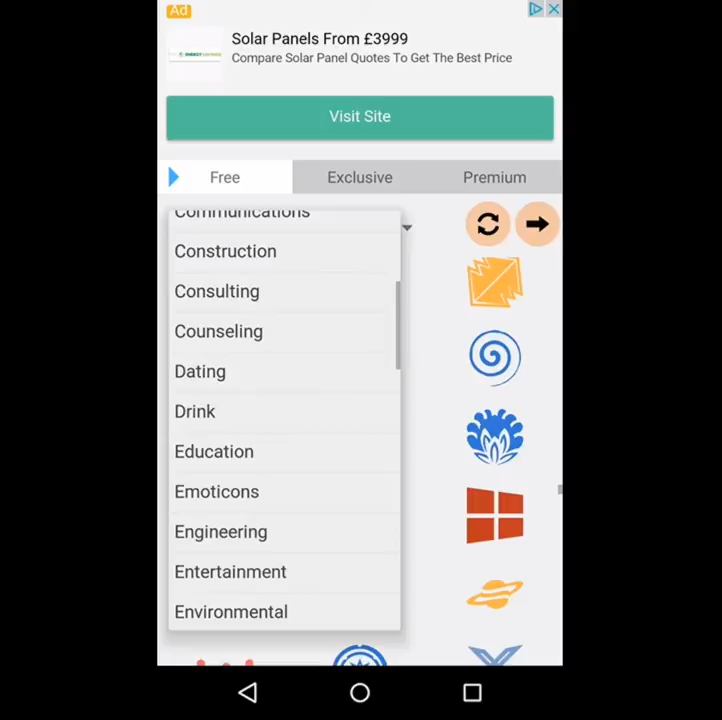 Ad
Solar Panels From £3999
Compare Solar Panel Quotes To Get The Best Price
Visit Site
Free
Exclusive
Premium
Communications
Construction
Consulting
Counseling
Dating
Drink
Education
Emoticons
Engineering
Entertainment
Environmental